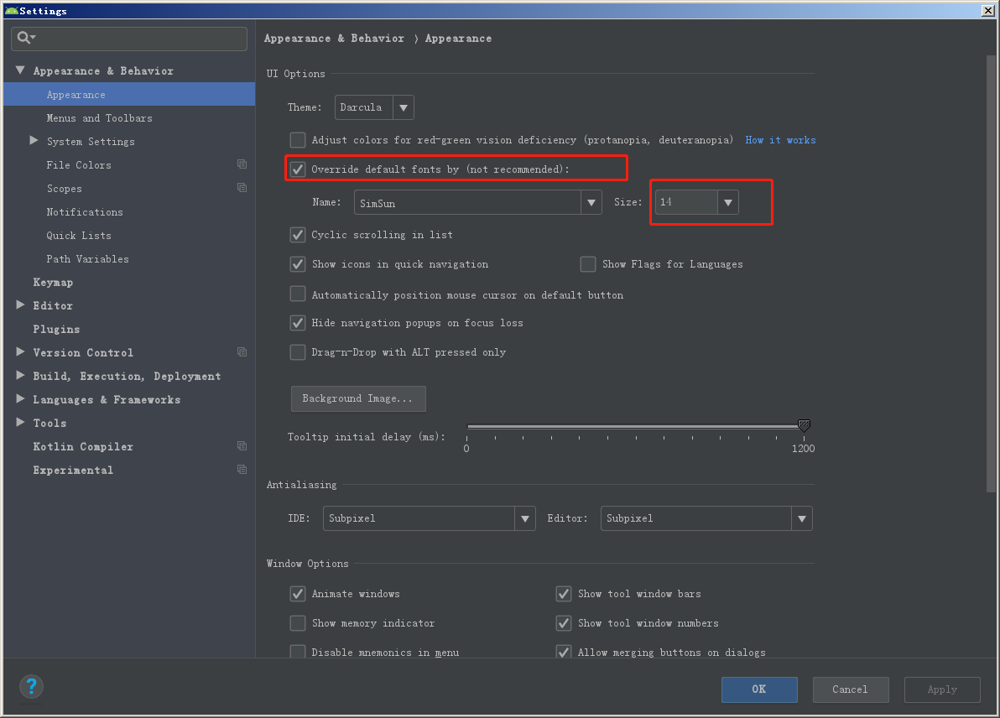 Settings
Appearance & Behavior
Appearance
Menus and Toolbars
System Settings
File Colors
Scopes
Notifications
Quick Lists
Path Variables
Keymap
Editor
Plugins
Version Control
Build, Execution, Deployment
Languages & Frameworks
Tools
Kotlin Compiler
Experimental
Appearance & Behavior 〉 Appearance
UI Options
Theme: Darcula
Adjust colors for red-green vision deficiency (protanopia, deuteranopia) How it works
Override default fonts by (not recommended):
Name: SimSun Size: 14
Cyclic scrolling in list
Show icons in quick navigation Show Flags for Languages
Automatically position mouse cursor on default button
Hide navigation popups on focus loss
Drag-n-Drop with ALT pressed only
Background Image...
Tooltip initial delay (ms):
0 1200
Antialiasing
IDE: Subpixel Editor: Subpixel
Window Options
Animate windows Show tool window bars
Show memory indicator Show tool window numbers
Disable mnemonics in menu Allow merging buttons on dialogs
? OK Cancel Apply